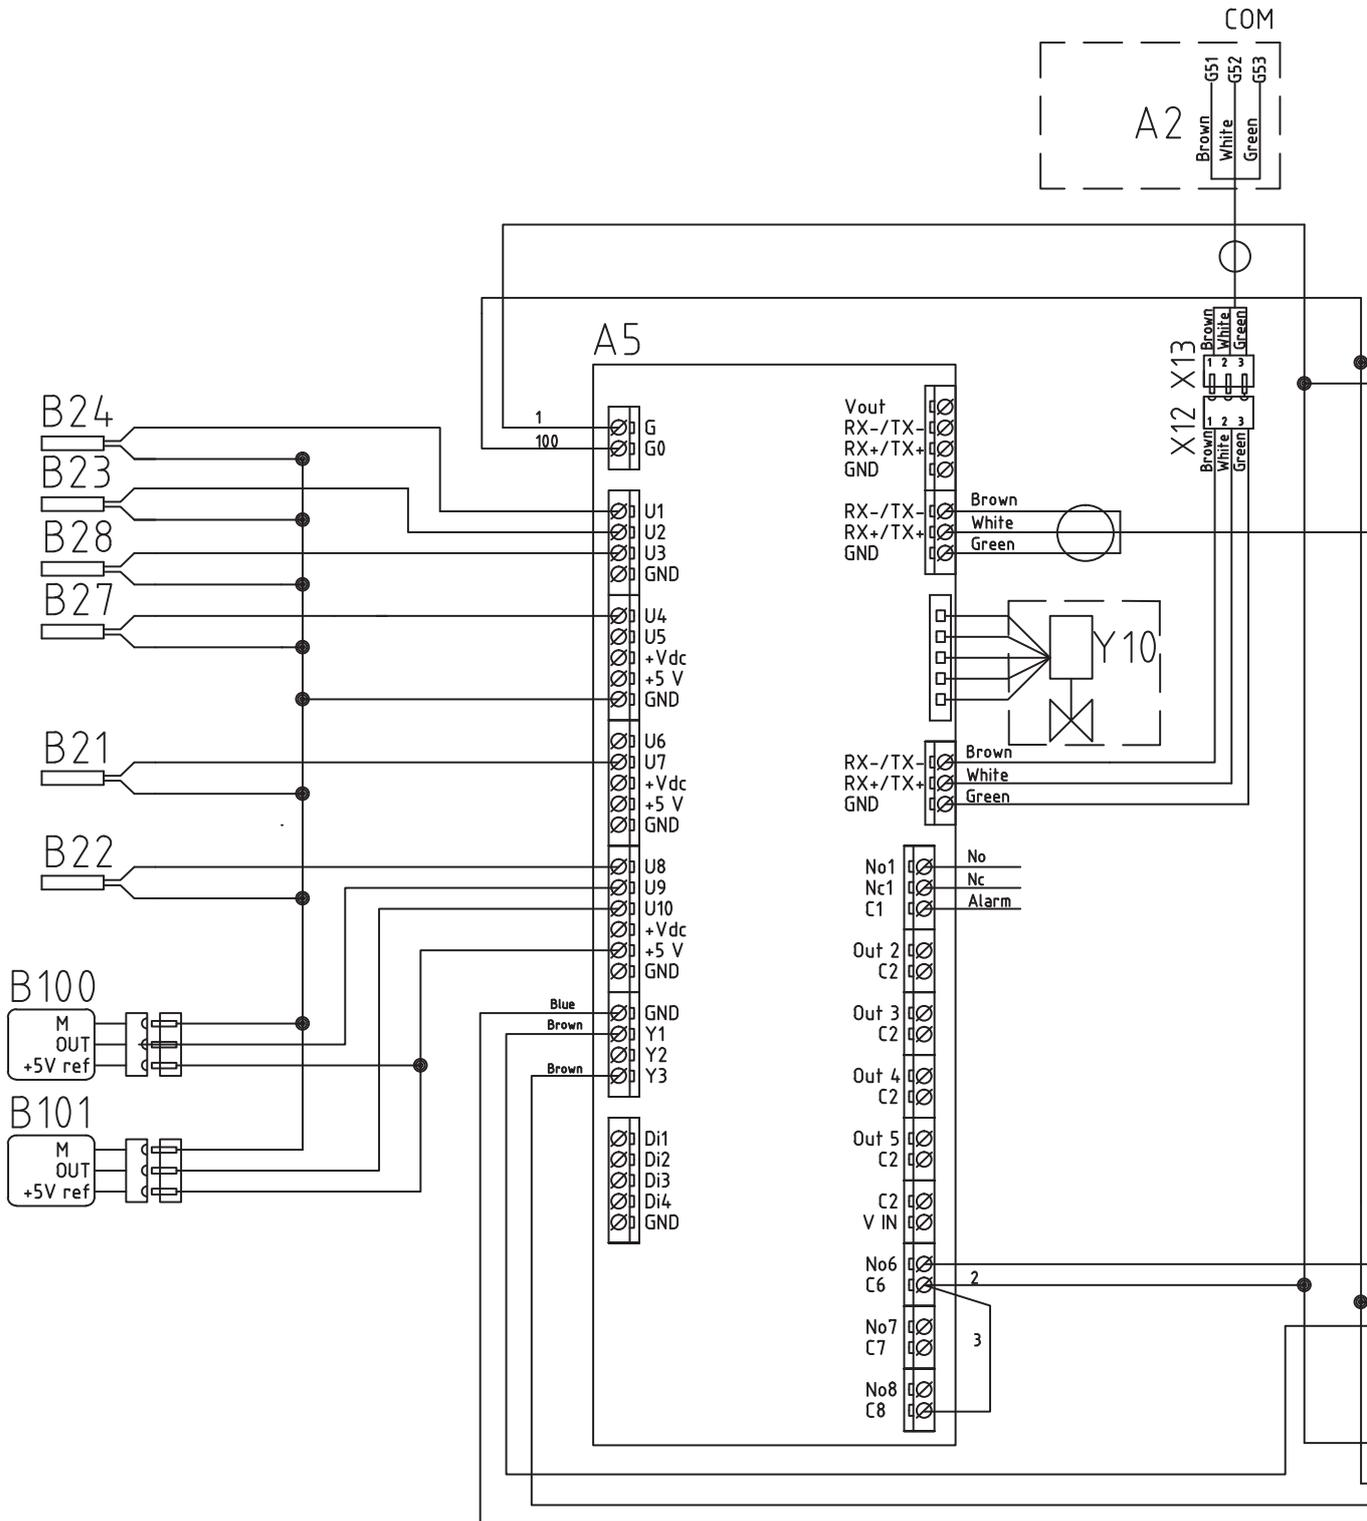 COM
G51 G52 G53
A2
Brown White Green
A5
Brown White Green
X13
1 2 3
X12
1 2 3
Brown White Green
B24
B23
B28
B27
B21
B22
B100
M
OUT
+5V ref
B101
M
OUT
+5V ref
1 G
100 G0
U1
U2
U3
GND
U4
U5
+Vdc
+5 V
GND
U6
U7
+Vdc
+5 V
GND
U8
U9
U10
+Vdc
+5 V
GND
Blue GND
Brown Y1
Y2
Brown Y3
Di1
Di2
Di3
Di4
GND
Vout
RX-/TX-
RX+/TX+
GND
RX-/TX- Brown
RX+/TX+ White
GND Green
Y10
RX-/TX- Brown
RX+/TX+ White
GND Green
No1 No
Nc1 Nc
C1 Alarm
Out 2
C2
Out 3
C2
Out 4
C2
Out 5
C2
C2
V IN
No6
C6 2
No7 3
C7
No8
C8